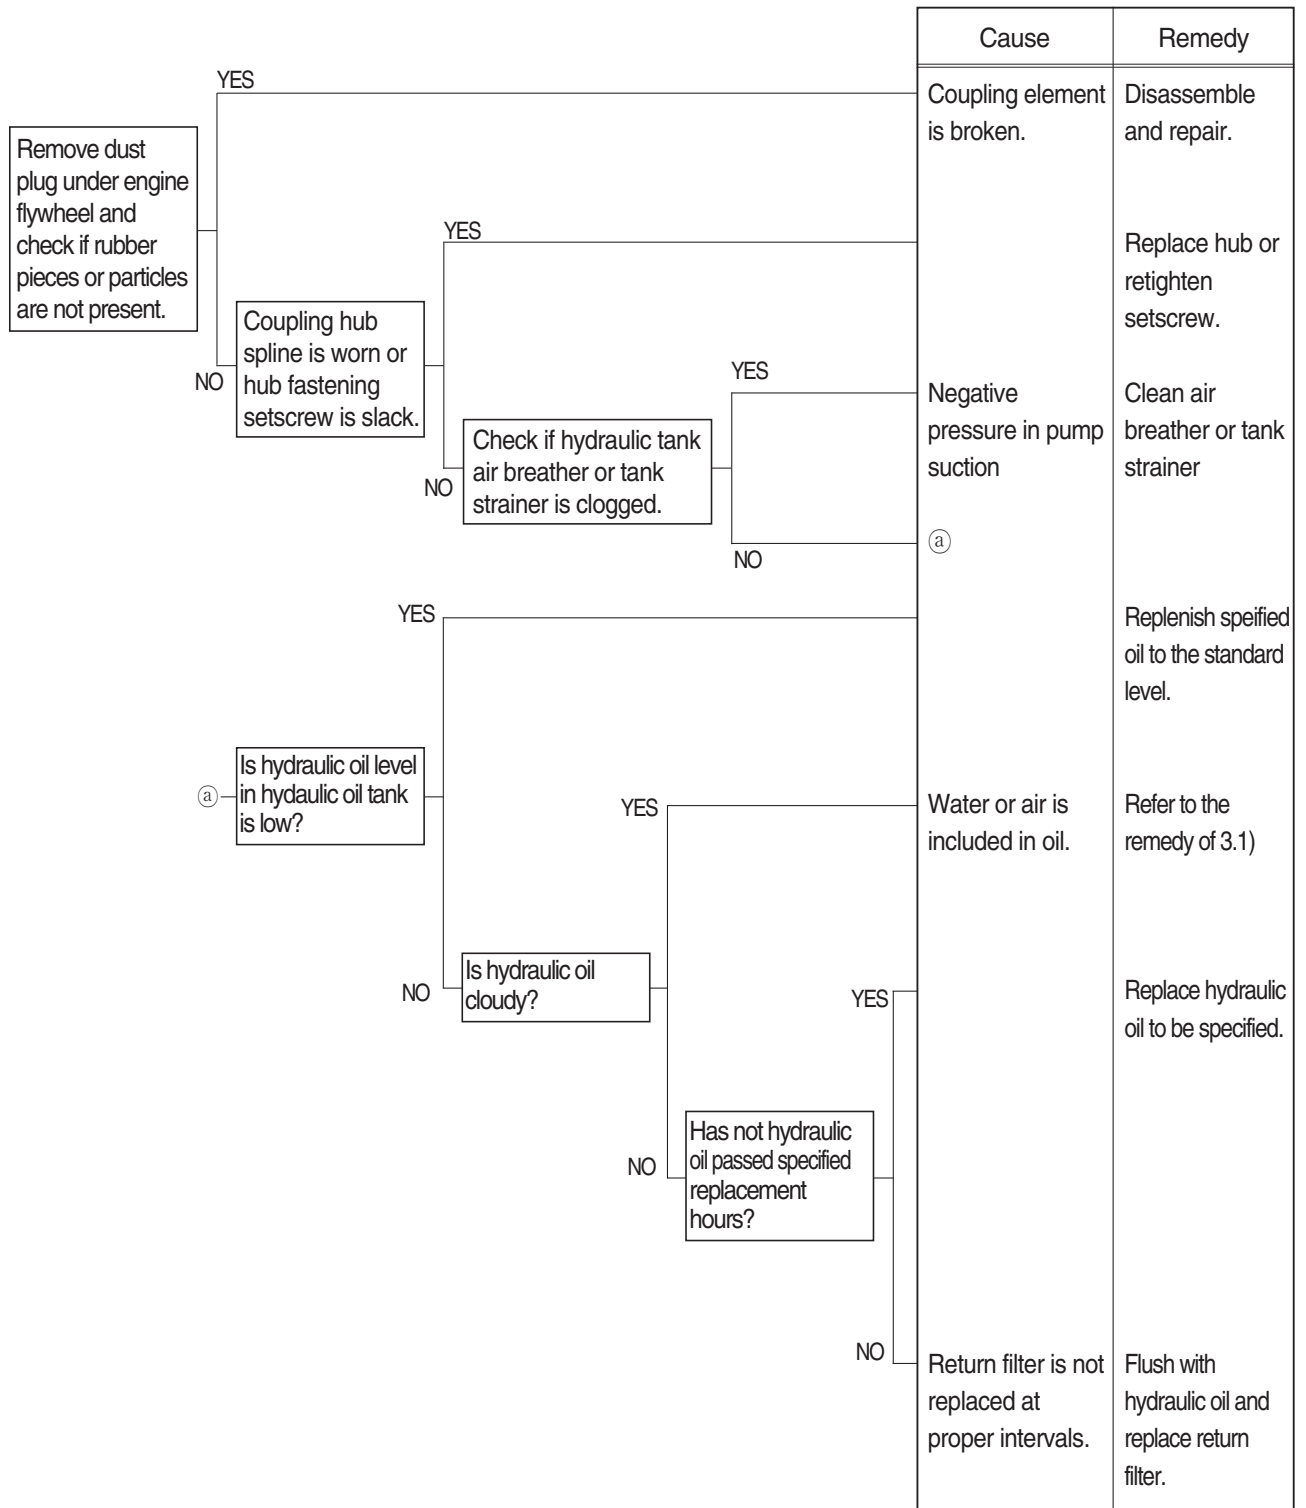 Cause
Remedy
YES
Coupling element
is broken.
Disassemble
and repair.
Remove dust
plug under engine
flywheel and
check if rubber
pieces or particles
are not present.
YES
Replace hub or
retighten
setscrew.
NO
Coupling hub
spline is worn or
hub fastening
setscrew is slack.
YES
Negative
pressure in pump
suction
Clean air
breather or tank
strainer
NO
Check if hydraulic tank
air breather or tank
strainer is clogged.
NO
ⓐ
YES
Replenish speified
oil to the standard
level.
ⓐ
Is hydraulic oil level
in hydaulic oil tank
is low?
YES
Water or air is
included in oil.
Refer to the
remedy of 3.1)
NO
Is hydraulic oil
cloudy?
YES
Replace hydraulic
oil to be specified.
NO
Has not hydraulic
oil passed specified
replacement
hours?
NO
Return filter is not
replaced at
proper intervals.
Flush with
hydraulic oil and
replace return
filter.